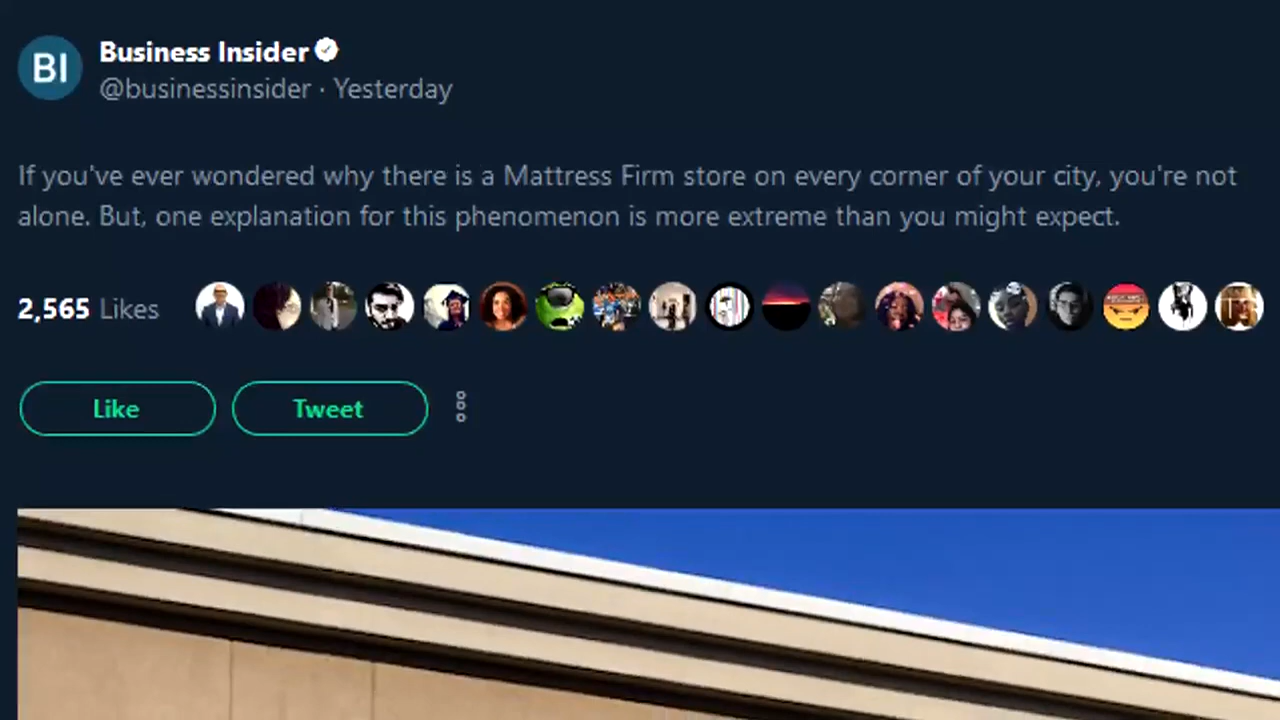 BI
Business Insider
@businessinsider · Yesterday
If you've ever wondered why there is a Mattress Firm store on every corner of your city, you're not
alone. But, one explanation for this phenomenon is more extreme than you might expect.
2,565 Likes
Like
Tweet